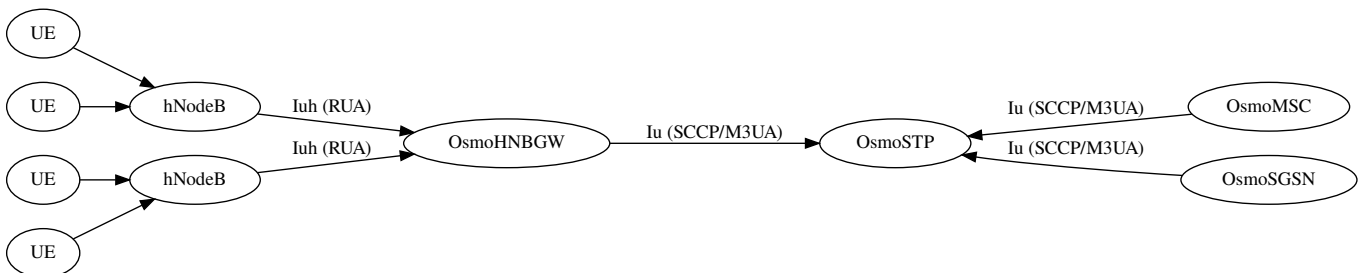 UE
UE
UE
UE
hNodeB
hNodeB
Iuh (RUA)
Iuh (RUA)
OsmoHNBGW
Iu (SCCP/M3UA)
OsmoSTP
Iu (SCCP/M3UA)
Iu (SCCP/M3UA)
OsmoMSC
OsmoSGSN